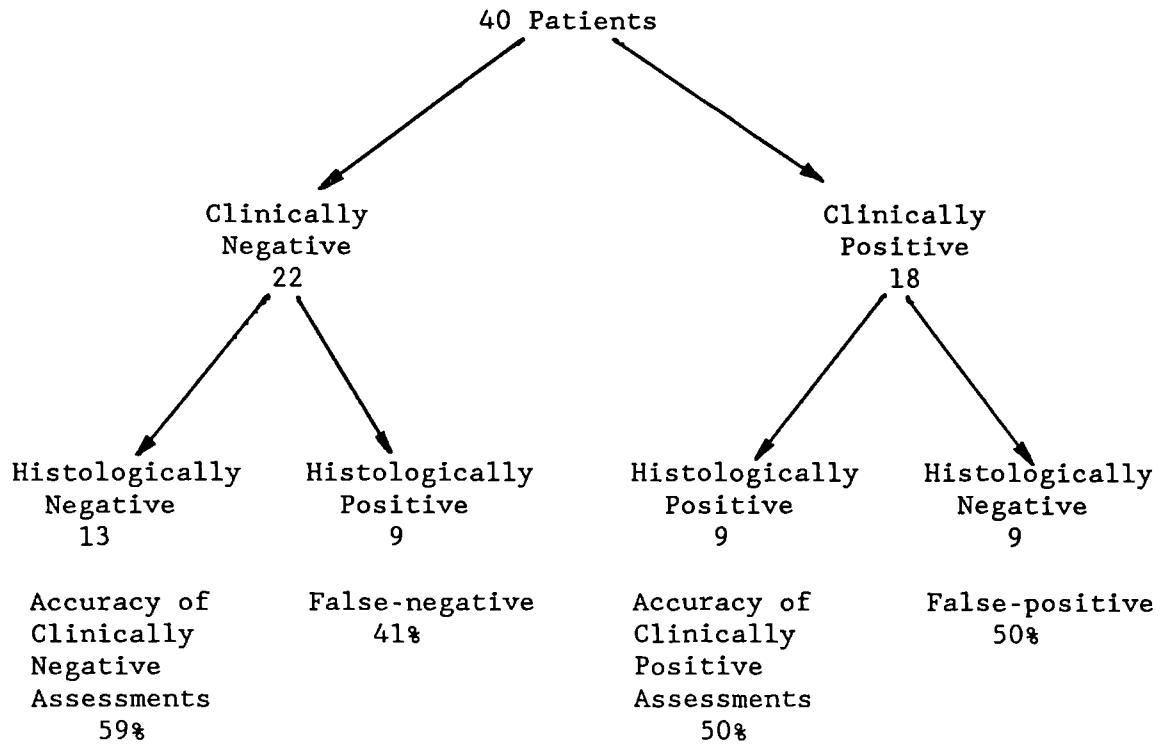 40 Patients
Clinically
Negative
22
Clinically
Positive
18
Histologically
Negative
13
Histologically
Positive
9
Histologically
Positive
9
Histologically
Negative
9
Accuracy of
Clinically
Negative
Assessments
59%
False-negative
41%
Accuracy of
Clinically
Positive
Assessments
50%
False-positive
50%